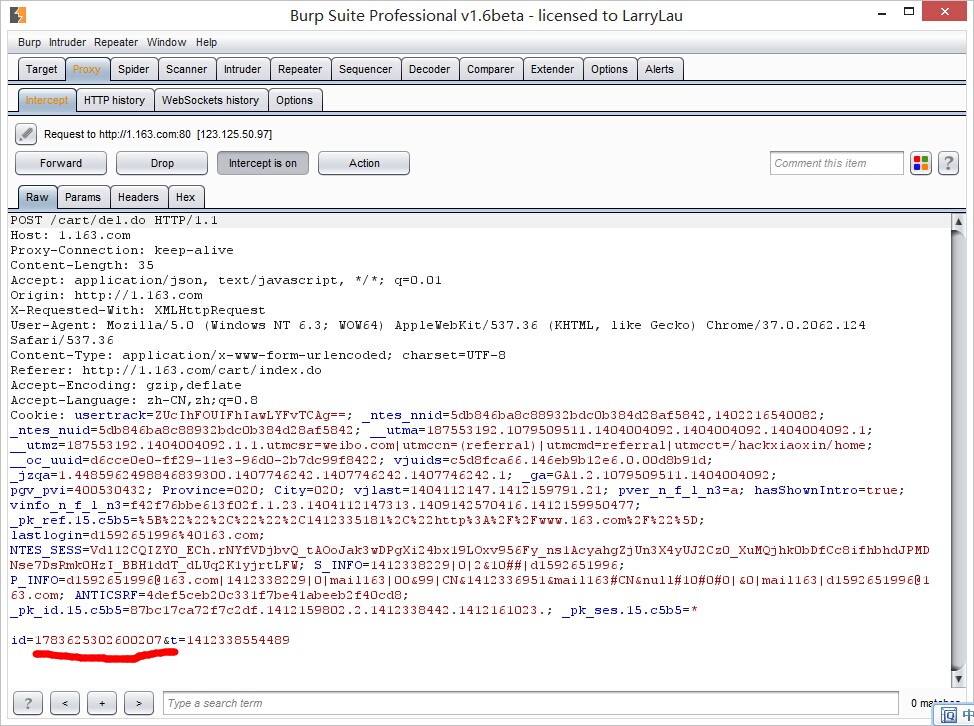 Burp Suite Professional v1.6beta - licensed to LarryLau
Burp Intruder Repeater Window Help
Target Proxy Spider Scanner Intruder Repeater Sequencer Decoder Comparer Extender Options Alerts
Intercept HTTP history WebSockets history Options
Request to http://1.163.com:80 [123.125.50.97]
Forward Drop Intercept is on Action Comment this item ?
Raw Params Headers Hex
POST /cart/del.do HTTP/1.1
Host: 1.163.com
Proxy-Connection: keep-alive
Content-Length: 35
Accept: application/json, text/javascript, */*; q=0.01
Origin: http://1.163.com
X-Requested-With: XMLHttpRequest
User-Agent: Mozilla/5.0 (Windows NT 6.3; WOW64) AppleWebKit/537.36 (KHTML, like Gecko) Chrome/37.0.2062.124
Safari/537.36
Content-Type: application/x-www-form-urlencoded; charset=UTF-8
Referer: http://1.163.com/cart/index.do
Accept-Encoding: gzip,deflate
Accept-Language: zh-CN,zh;q=0.8
Cookie: usertrack=ZUcIhFOUIFhIawLYFvTCAg==; _ntes_nnid=5db846ba8c88932bdc0b384d28af5842,1402216540082;
_ntes_nuid=5db846ba8c88932bdc0b384d28af5842; __utma=187553192.1079509511.1404004092.1404004092.1404004092.1;
__utmz=187553192.1404004092.1.1.utmcsr=weibo.com|utmccn=(referral)|utmcmd=referral|utmcct=/hackxiaoxin/home;
__oc_uuid=d6cce0e0-ff29-11e3-96d0-2b7dc99f8422; vjuids=c5d8fca66.146eb9b12e6.0.00d8b91d;
_jzqa=1.4485962498846839300.1407746242.1407746242.1407746242.1; _ga=GA1.2.1079509511.1404004092;
pgv_pvi=400530432; Province=020; City=020; vjlast=1404112147.1412159791.21; pver_n_f_l_n3=a; hasShownIntro=true;
vinfo_n_f_l_n3=f42f76bbe613f02f.1.23.1404112147313.1409142570416.1412159950477;
_pk_ref.15.c5b5=%5B%22%22%2C%22%22%2C1412335181%2C%22http%3A%2F%2Fwww.163.com%2F%22%5D;
lastlogin=d1592651996%40163.com;
NTES_SESS=Vdl12CQIZY0_ECh.rNYfVDjbvQ_tAOoJak3wDPgXi24bx19LOxv956Fy_ns1AcyahgZjUn3X4yUJ2Cz0_XuMQjhk0bDfCc8ifhbhdJPMD
Nse7DsRmkOHzI_BBH1ddT_dLUq2K1yjrtLFW; S_INFO=1412338229|0|2&10##|d1592651996;
P_INFO=d1592651996@163.com|1412338229|0|mail163|00&99|CN&1412336951&mail163#CN&null#10#0#0|&0|mail163|d1592651996@1
63.com; ANTICSRF=4def5ceb20c331f7be41abeeb2f40cd8;
_pk_id.15.c5b5=87bc17ca72f7c2df.1412159802.2.1412338442.1412161023.; _pk_ses.15.c5b5=*
id=1783625302600207&t=1412338554489
? < + > Type a search term 0 matches
中